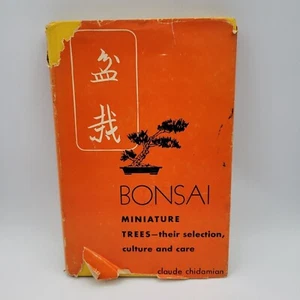 盆
栽
BONSAI
MINIATURE
TREES—their selection,
culture and care
claude chidamian